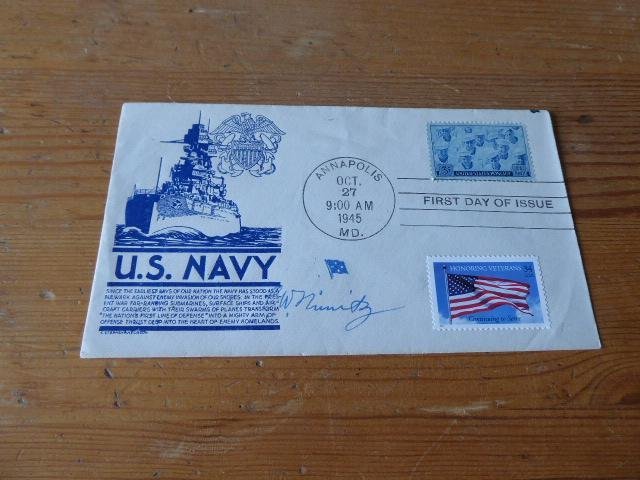 U.S. NAVY
SINCE THE EARLIEST DAYS OF OUR NATION THE NAVY HAS STOOD AS A
BULWARK AGAINST ENEMY INVASION OF OUR SHORES: IN THE PRES-
ENT WAR FAR-RANGING SUBMARINES, SURFACE SHIPS AND AIR-
CRAFT CARRIERS WITH THEIR SWARMS OF PLANES TRANSFORM
"THE NATION'S FIRST LINE OF DEFENSE" INTO A MIGHTY ARM OF
OFFENSE THRUST DEEP INTO THE HEART OF ENEMY HOMELANDS.
ANNAPOLIS
OCT.
27
9:00 AM
1945
MD.
UNITED STATES POSTAGE
FIRST DAY OF ISSUE
Nimitz
HONORING VETERANS
34
Continuing to Serve